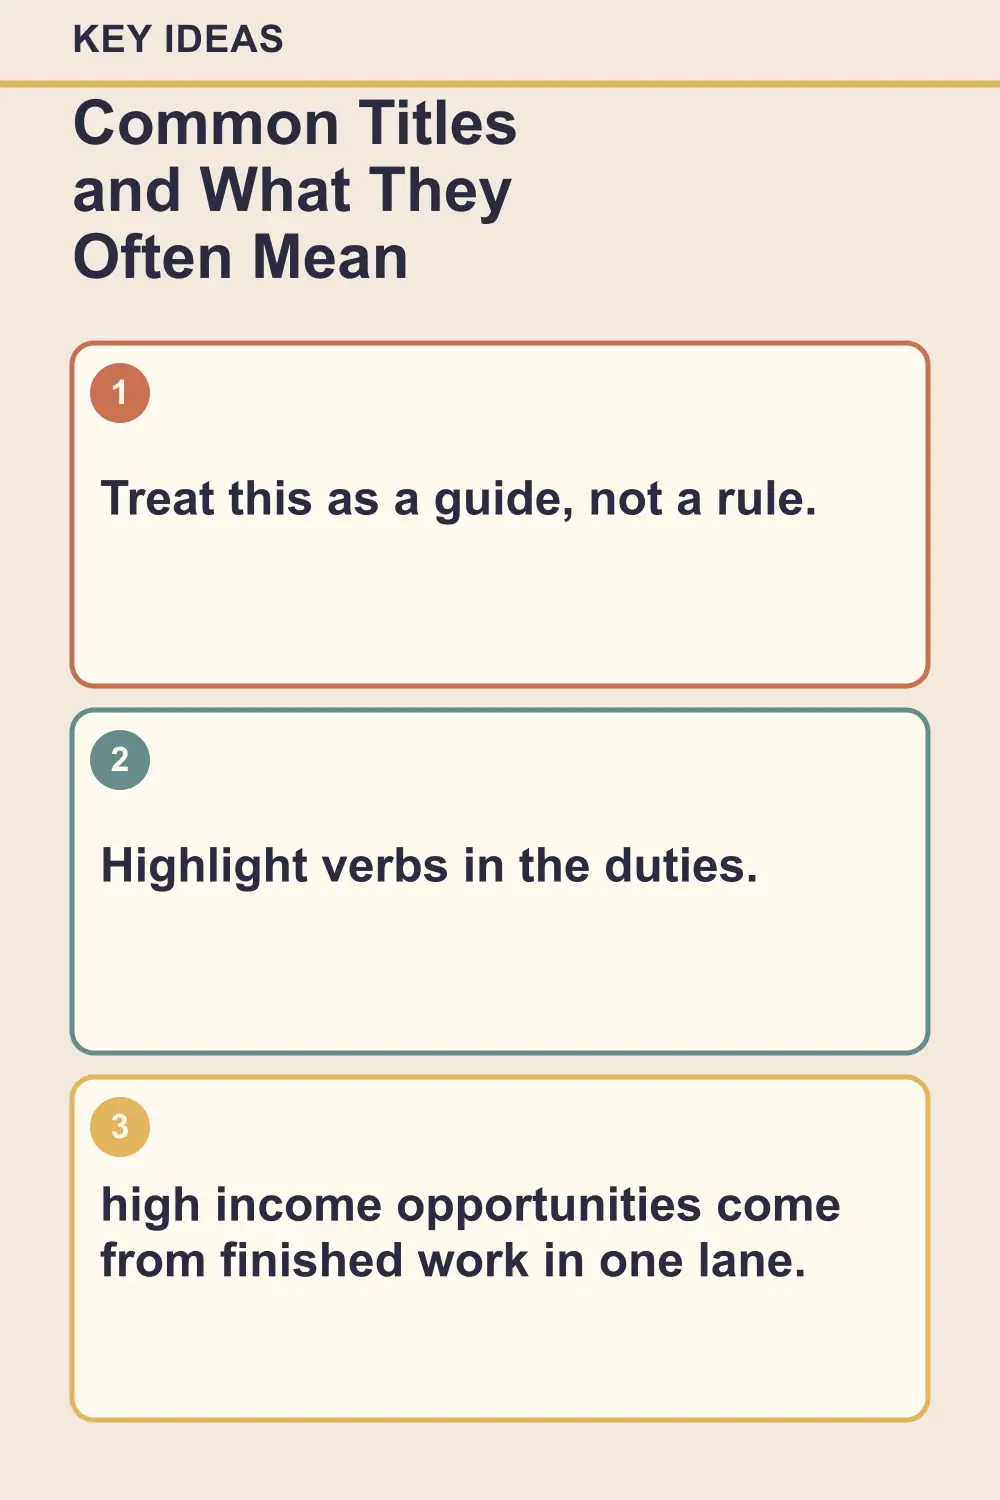 KEY IDEAS
Common Titles
and What They
Often Mean
1
Treat this as a guide, not a rule.
2
Highlight verbs in the duties.
3
high income opportunities come
from finished work in one lane.